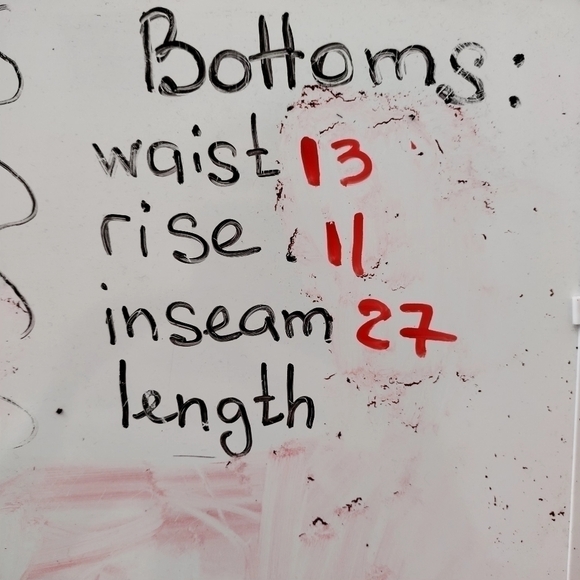 Bottoms:
waist 13
rise 11
inseam 27
length